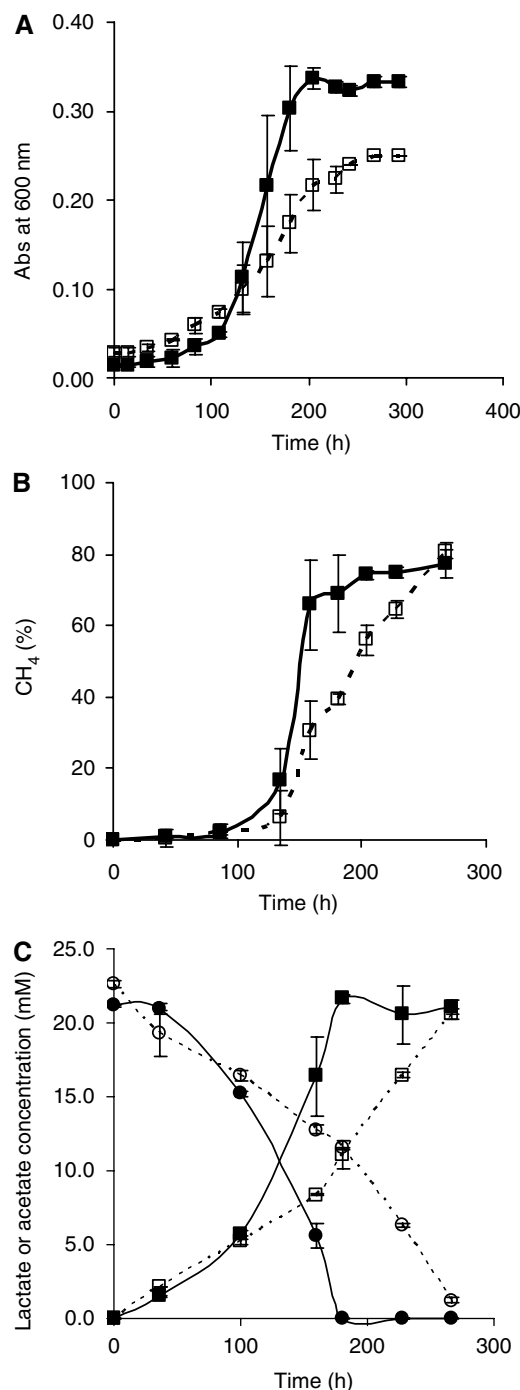 A
0.40
0.30
0.20
0.10
0.00
Abs at 600 nm
0 100 200 300 400
Time (h)
B
100
80
60
40
20
0
CH4 (%)
0 100 200 300
Time (h)
C
25.0
20.0
15.0
10.0
5.0
0.0
Lactate or acetate concentration (mM)
0 100 200 300
Time (h)